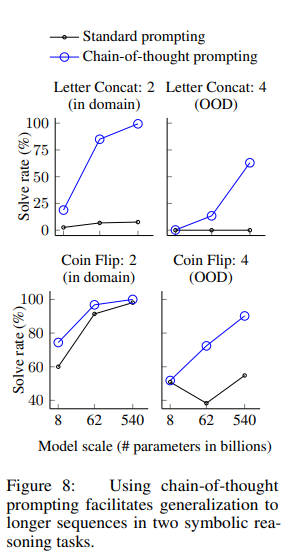 Standard prompting
Chain-of-thought prompting
Letter Concat: 2
(in domain)
Letter Concat: 4
(OOD)
Solve rate (%)
100
75
50
25
0
Coin Flip: 2
(in domain)
Coin Flip: 4
(OOD)
Solve rate (%)
100
80
60
40
8 62 540
8 62 540
Model scale (# parameters in billions)
Figure 8: Using chain-of-thought
prompting facilitates generalization to
longer sequences in two symbolic rea-
soning tasks.